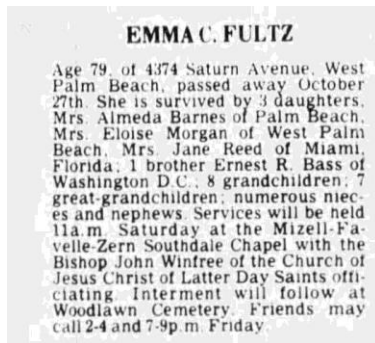 EMMA C. FULTZ
Age 79, of 4374 Saturn Avenue, West
Palm Beach, passed away October
27th. She is survived by 3 daughters,
Mrs. Almeda Barnes of Palm Beach,
Mrs. Eloise Morgan of West Palm
Beach, Mrs. Jane Reed of Miami,
Florida; 1 brother Ernest R. Bass of
Washington D.C.; 8 grandchildren; 7
great-grandchildren; numerous niec-
es and nephews. Services will be held
11a.m. Saturday at the Mizell-Fa-
velle-Zern Southdale Chapel with the
Bishop John Winfree of the Church of
Jesus Christ of Latter Day Saints offi-
ciating. Interment will follow at
Woodlawn Cemetery. Friends may
call 2-4 and 7-9p.m. Friday.